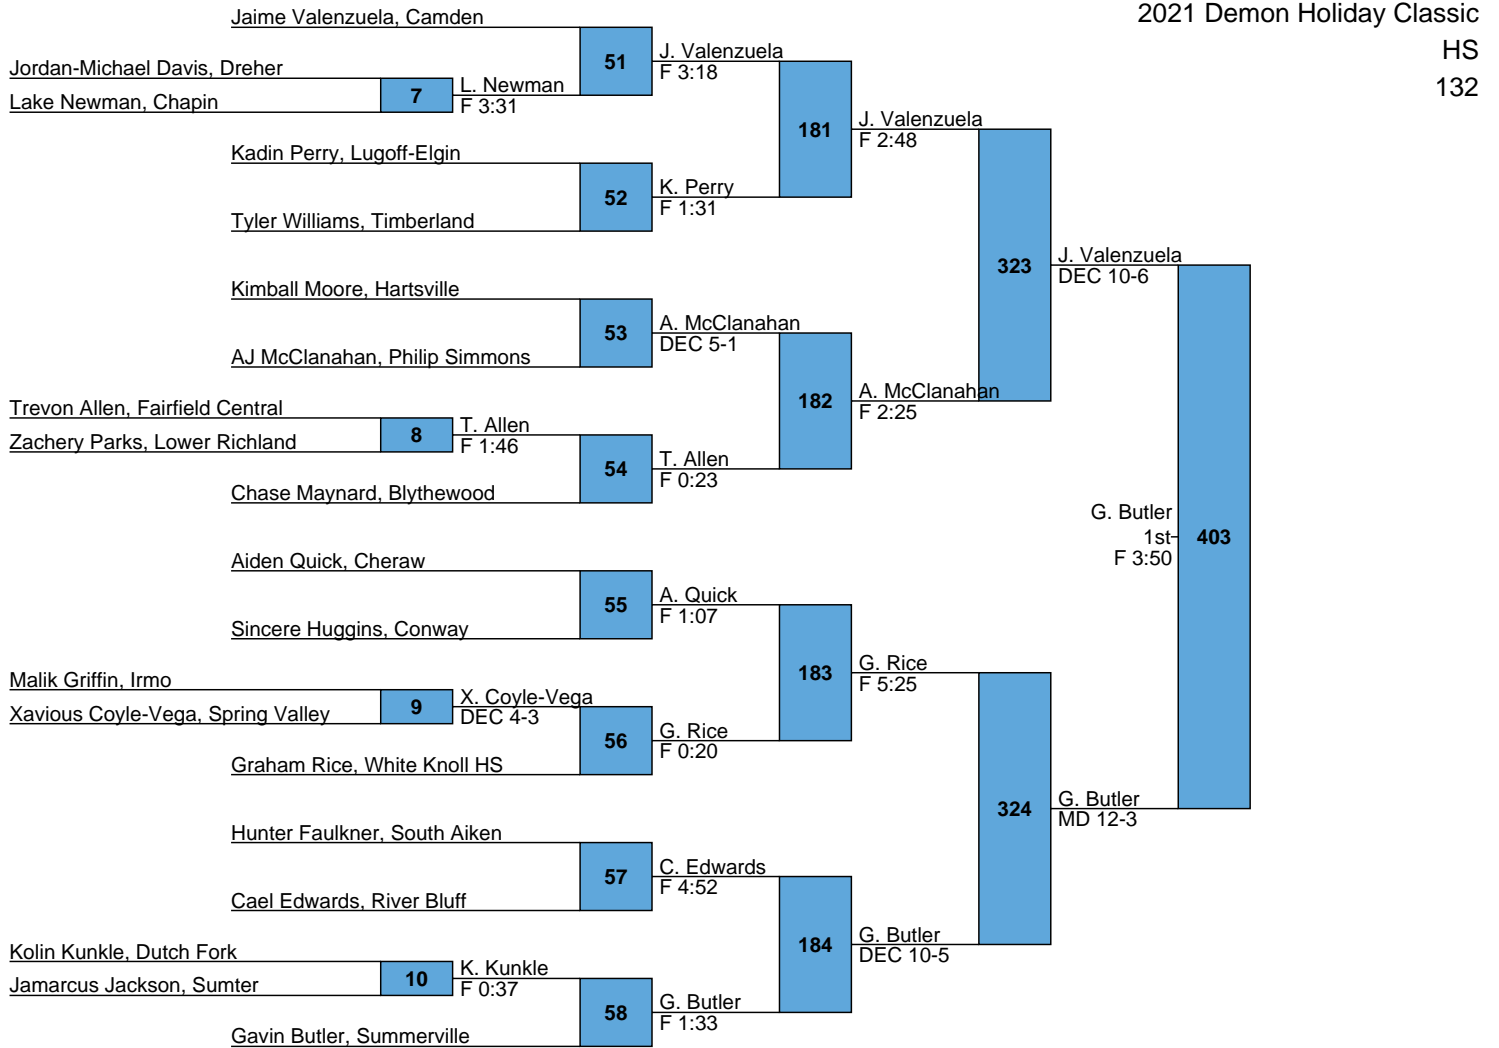 2021 Demon Holiday Classic
HS
132
Jaime Valenzuela, Camden
Jordan-Michael Davis, Dreher
Lake Newman, Chapin
7
L. Newman
F 3:31
51
J. Valenzuela
F 3:18
Kadin Perry, Lugoff-Elgin
Tyler Williams, Timberland
52
K. Perry
F 1:31
181
J. Valenzuela
F 2:48
Kimball Moore, Hartsville
AJ McClanahan, Philip Simmons
53
A. McClanahan
DEC 5-1
Trevon Allen, Fairfield Central
Zachery Parks, Lower Richland
8
T. Allen
F 1:46
Chase Maynard, Blythewood
54
T. Allen
F 0:23
182
A. McClanahan
F 2:25
323
J. Valenzuela
DEC 10-6
Aiden Quick, Cheraw
Sincere Huggins, Conway
55
A. Quick
F 1:07
Malik Griffin, Irmo
Xavious Coyle-Vega, Spring Valley
9
X. Coyle-Vega
DEC 4-3
Graham Rice, White Knoll HS
56
G. Rice
F 0:20
183
G. Rice
F 5:25
Hunter Faulkner, South Aiken
Cael Edwards, River Bluff
57
C. Edwards
F 4:52
Kolin Kunkle, Dutch Fork
Jamarcus Jackson, Sumter
10
K. Kunkle
F 0:37
Gavin Butler, Summerville
58
G. Butler
F 1:33
184
G. Butler
DEC 10-5
324
G. Butler
MD 12-3
G. Butler
1st
F 3:50
403